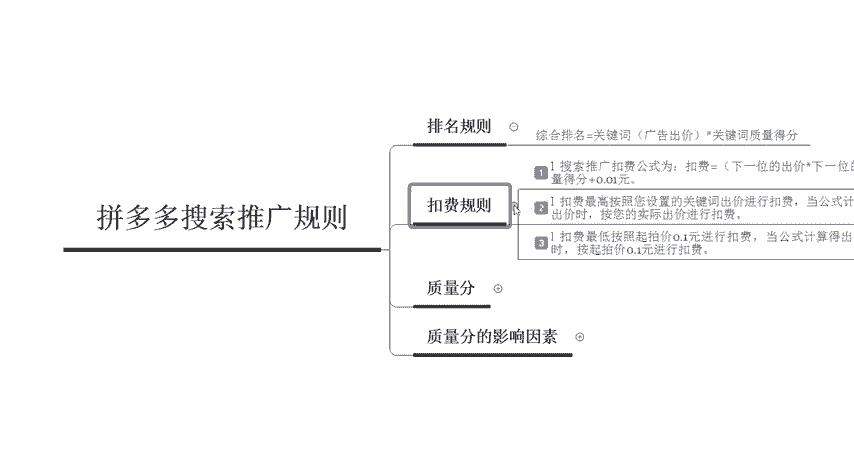 排名规则
综合排名=关键词（广告出价）*关键词质量得分
1 l 搜索推广扣费公式为：扣费=（下一位的出价*下一位的
量得分+0.01元。
扣费规则
2 l 扣费最高按照您设置的关键词出价进行扣费，当公式计
出价时，按您的实际出价进行扣费。
拼多多搜索推广规则
3 l 扣费最低按照起拍价0.1元进行扣费，当公式计算得出
时，按起拍价0.1元进行扣费。
质量分
质量分的影响因素